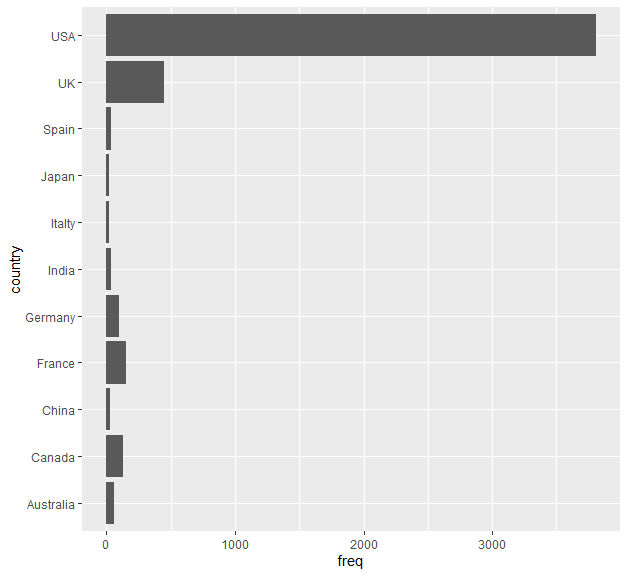 USA
UK
Spain
Japan
Italty
India
Germany
France
China
Canada
Australia
country
0 1000 2000 3000
freq